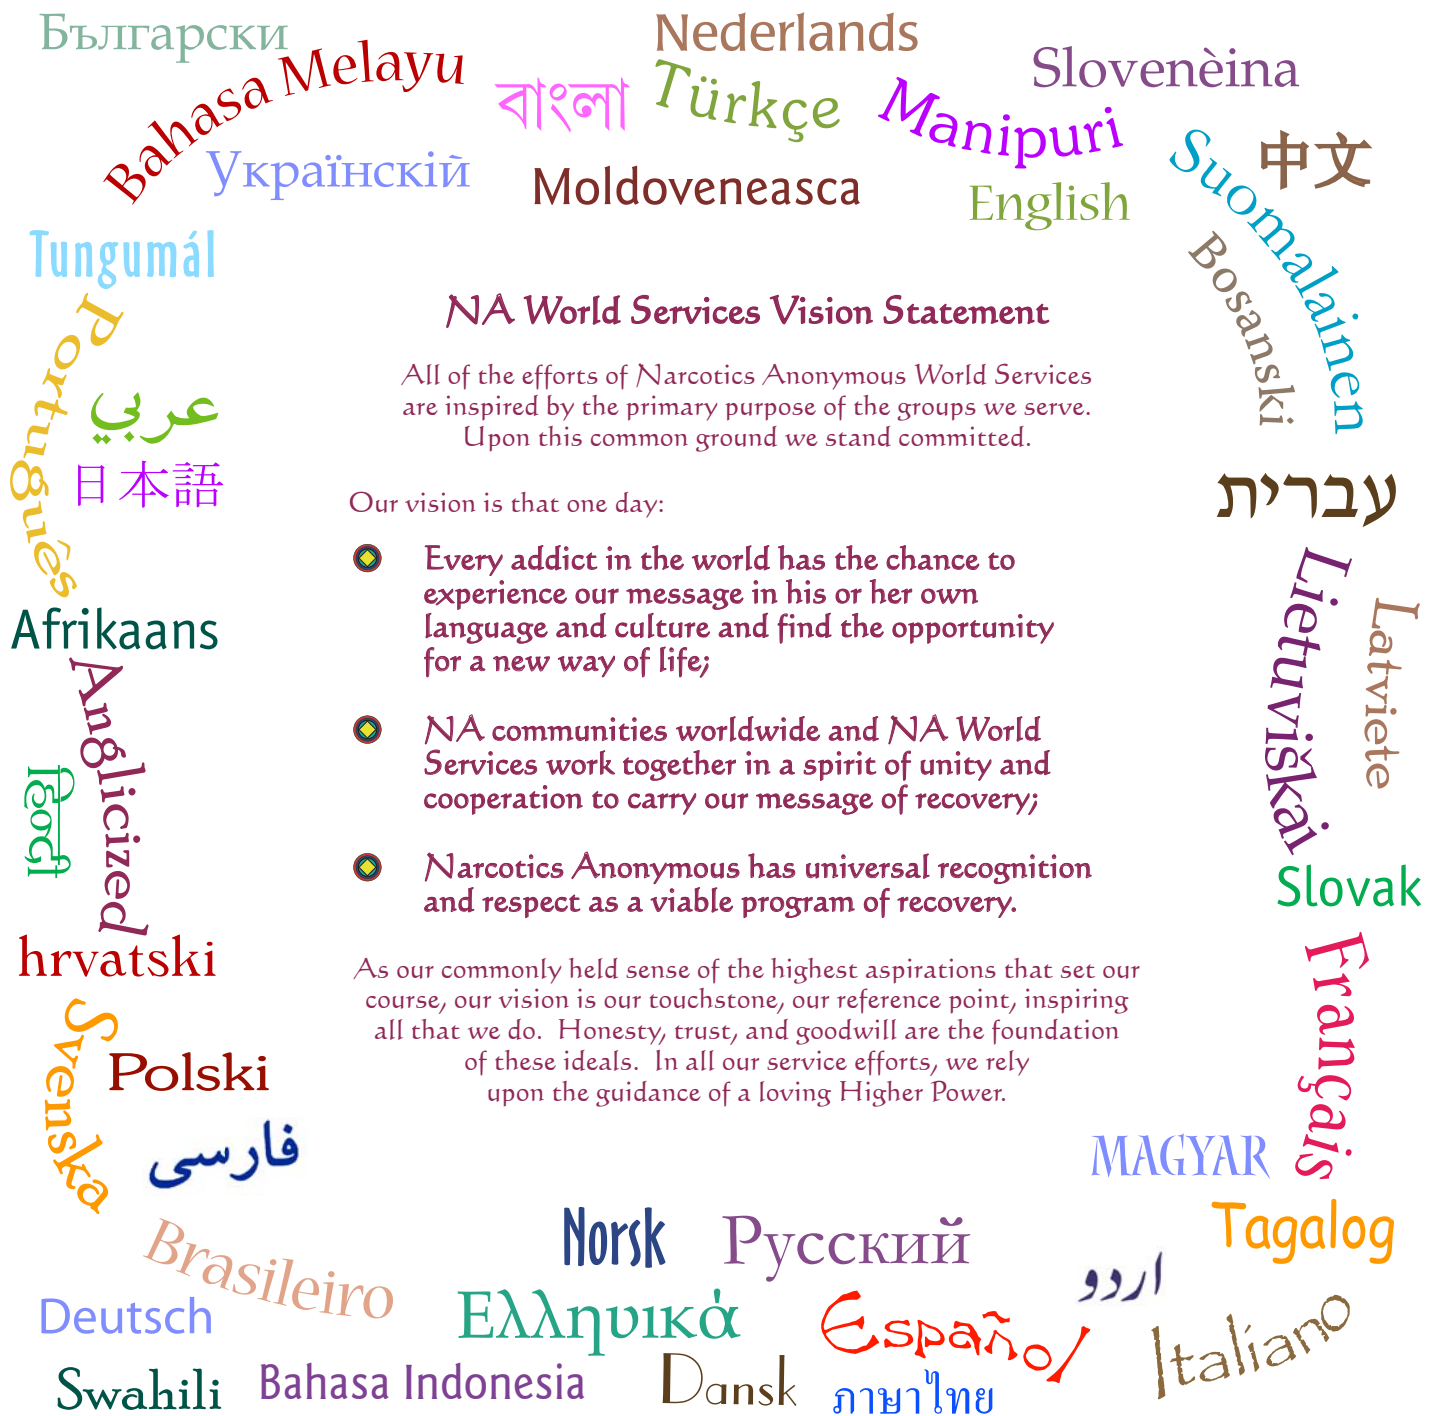 Български
Bahasa Melayu
Українскій
বাংলা
Nederlands
Türkçe
Moldoveneasca
Manipuri
English
Slovenèina
中文
Suomalainen
Bosanski
Tungumál
Português
عربي
日本語
Afrikaans
Anglicized
हिन्दी
hrvatski
Svenska
Polski
فارسی
NA World Services Vision Statement
All of the efforts of Narcotics Anonymous World Services
are inspired by the primary purpose of the groups we serve.
Upon this common ground we stand committed.
Our vision is that one day:
Every addict in the world has the chance to
experience our message in his or her own
language and culture and find the opportunity
for a new way of life;
NA communities worldwide and NA World
Services work together in a spirit of unity and
cooperation to carry our message of recovery;
Narcotics Anonymous has universal recognition
and respect as a viable program of recovery.
As our commonly held sense of the highest aspirations that set our
course, our vision is our touchstone, our reference point, inspiring
all that we do.  Honesty, trust, and goodwill are the foundation
of these ideals.  In all our service efforts, we rely
upon the guidance of a loving Higher Power.
עברית
Lietuviškai
Latviete
Slovak
Français
MAGYAR
Tagalog
Brasileiro
Norsk
Русский
اردو
Deutsch
Ελληυικά
Español
Italiano
Swahili
Bahasa Indonesia
Dansk
ภาษาไทย